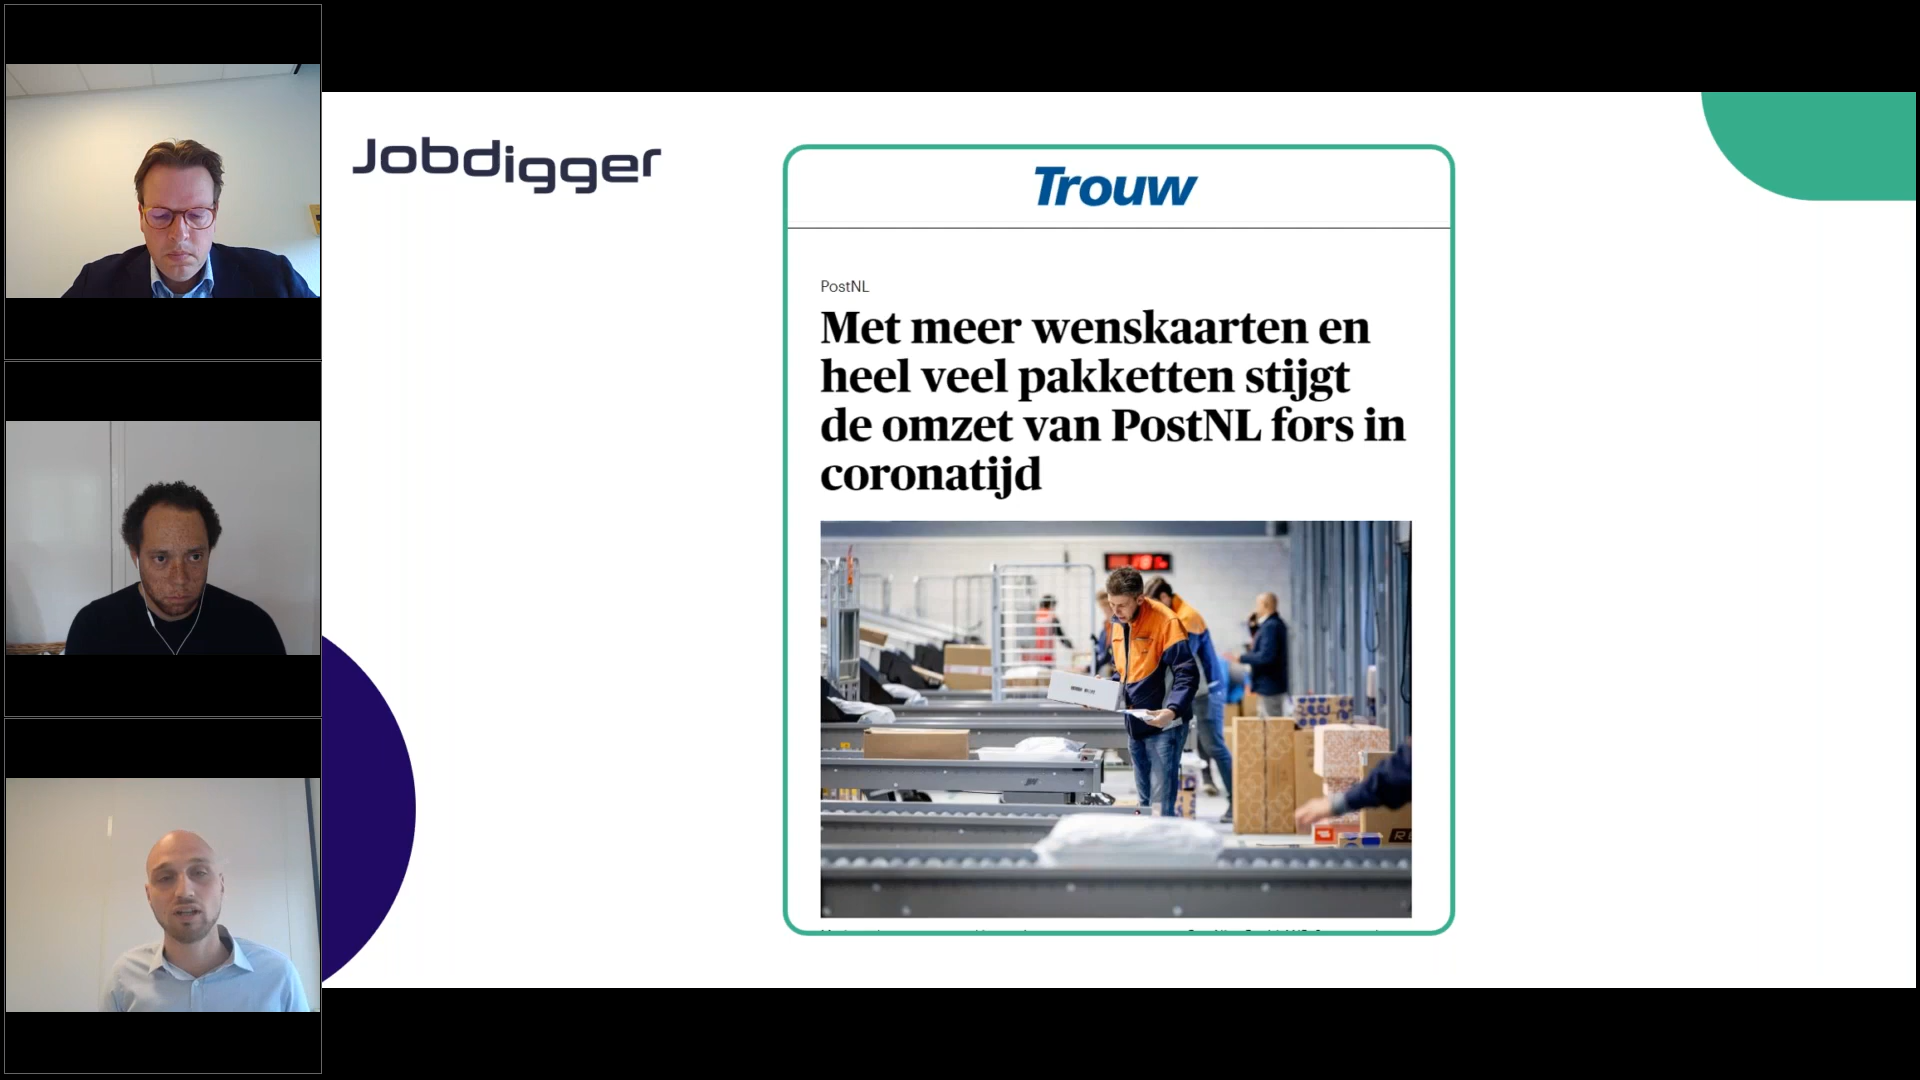 Jobdigger
Trouw
PostNL
Met meer wenskaarten en
heel veel pakketten stijgt
de omzet van PostNL fors in
coronatijd